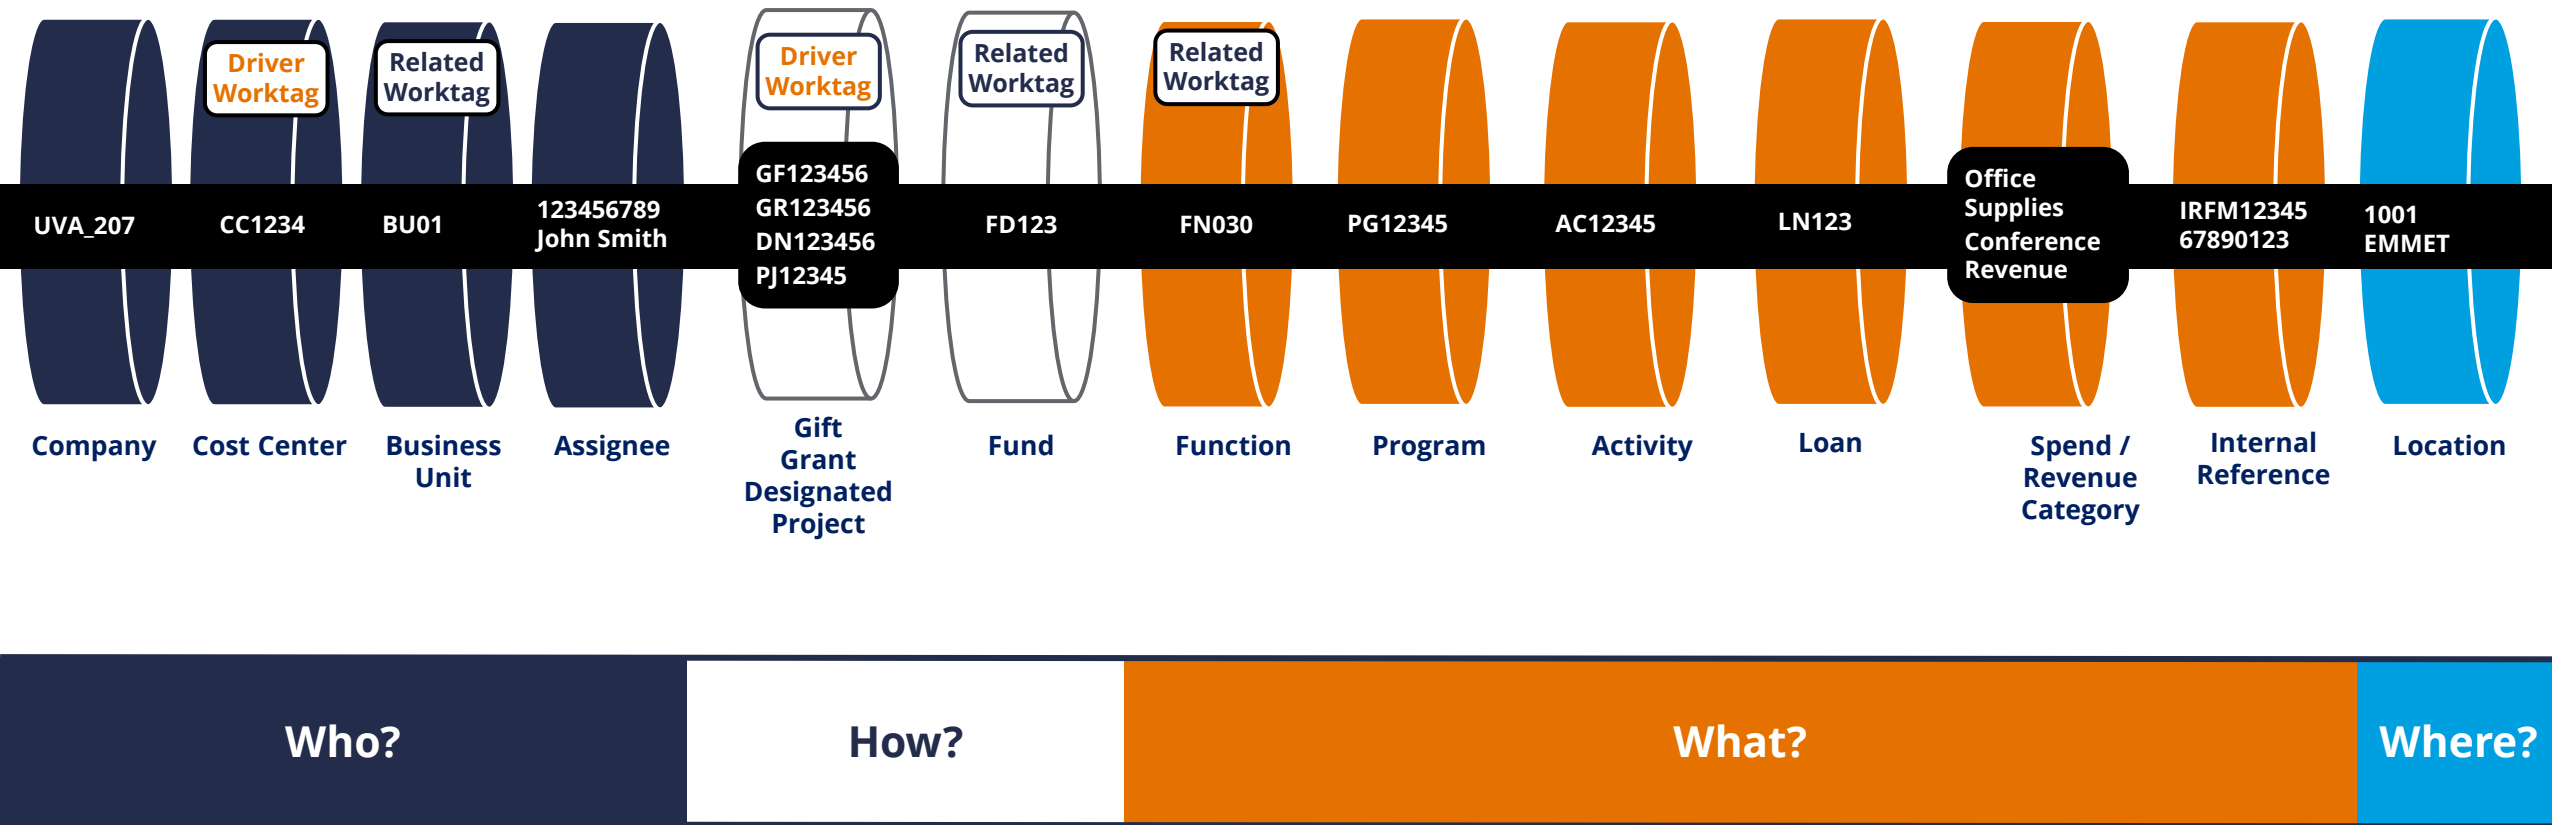 Driver
Worktag
Related
Worktag
Driver
Worktag
Related
Worktag
Related
Worktag
UVA_207
CC1234
BU01
123456789
John Smith
GF123456
GR123456
DN123456
PJ12345
FD123
FN030
PG12345
AC12345
LN123
Office
Supplies
Conference
Revenue
IRFM12345
67890123
1001
EMMET
Company
Cost Center
Business
Unit
Assignee
Gift
Grant
Designated
Project
Fund
Function
Program
Activity
Loan
Spend /
Revenue
Category
Internal
Reference
Location
Who?
How?
What?
Where?